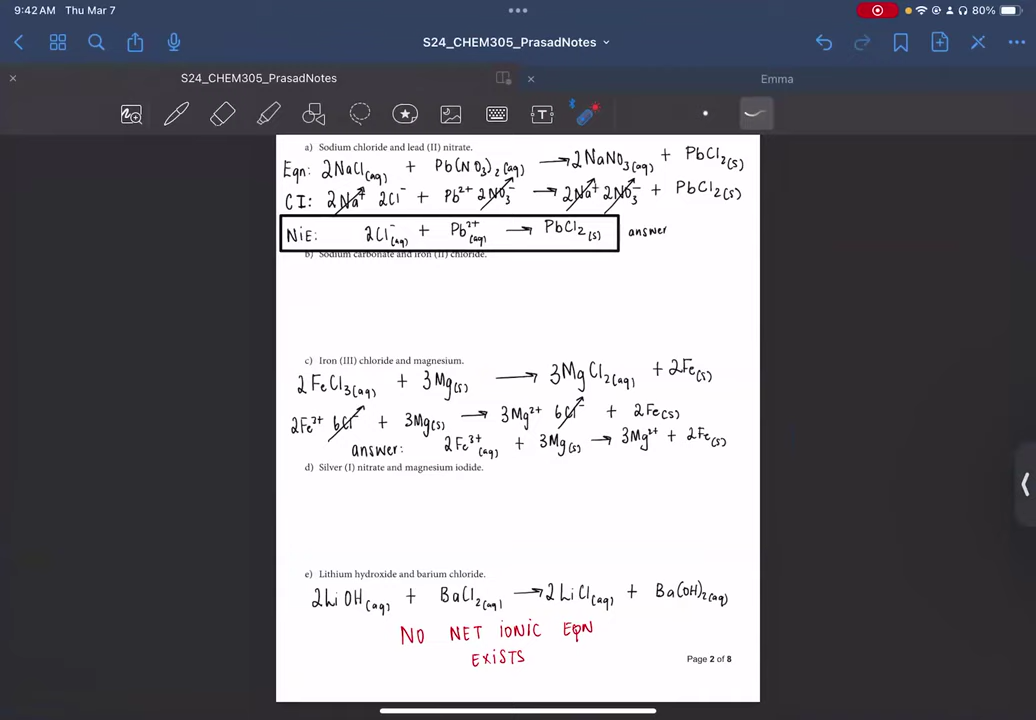 9:42 AM Thu Mar 7
80%
S24_CHEM305_PrasadNotes
S24_CHEM305_PrasadNotes
Emma
a) Sodium chloride and lead (II) nitrate.
Eqn: 2NaCl(aq) + Pb(NO3)2(aq) → 2NaNO3(aq) + PbCl2(s)
CI: 2Na+ 2Cl- + Pb2+ 2NO3- → 2Na+ 2NO3- + PbCl2(s)
NiE: 2Cl-(aq) + Pb2+(aq) → PbCl2(s) answer
b) Sodium carbonate and iron (II) chloride.
c) Iron (III) chloride and magnesium.
2FeCl3(aq) + 3Mg(s) → 3MgCl2(aq) + 2Fe(s)
2Fe3+ 6Cl- + 3Mg(s) → 3Mg2+ 6Cl- + 2Fe(s)
answer: 2Fe3+(aq) + 3Mg(s) → 3Mg2+ + 2Fe(s)
d) Silver (I) nitrate and magnesium iodide.
e) Lithium hydroxide and barium chloride.
2LiOH(aq) + BaCl2(aq) → 2LiCl(aq) + Ba(OH)2(aq)
NO NET IONIC EQN
EXISTS
Page 2 of 8